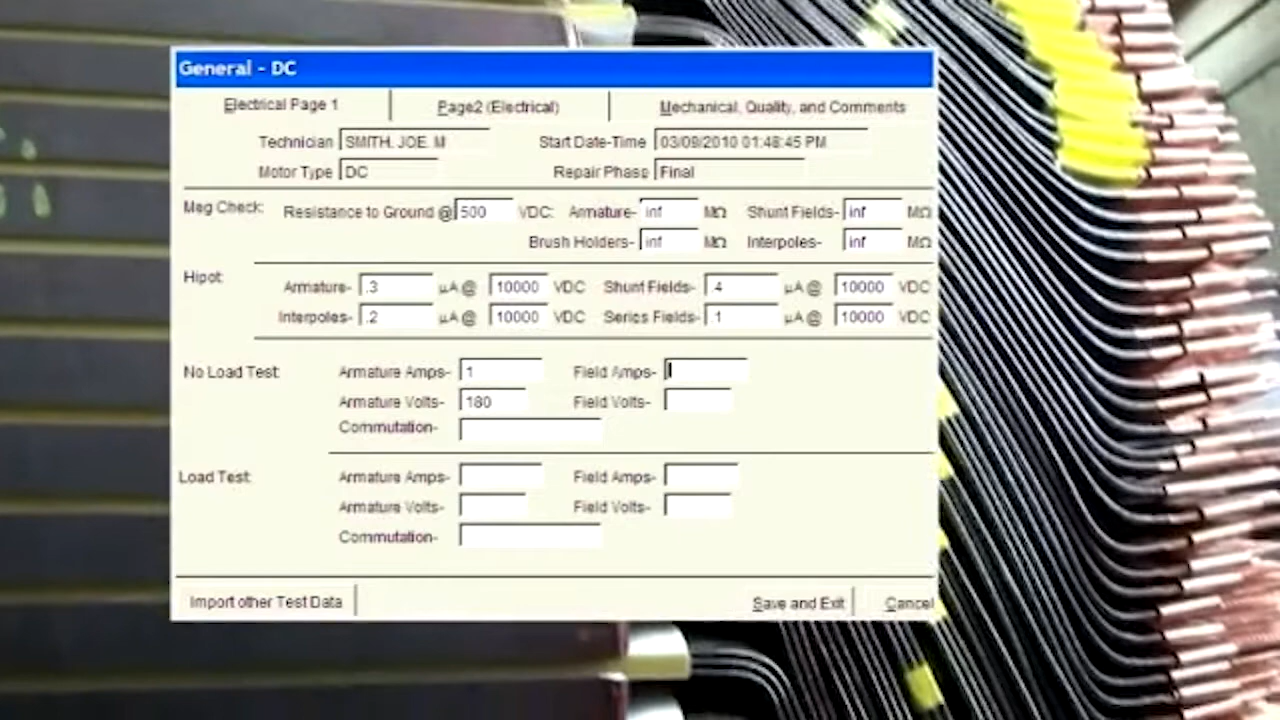 General - DC
Electrical Page 1 Page2 (Electrical) Mechanical, Quality, and Comments
Technician SMITH, JOE, M Start Date-Time 03/09/2010 01:48:45 PM
Motor Type DC Repair Phase Final
Meg Check: Resistance to Ground @ 500 VDC: Armature- inf MΩ Shunt Fields- inf MΩ
Brush Holders- inf MΩ Interpoles- inf MΩ
Hipot: Armature- .3 µA @ 10000 VDC Shunt Fields- .4 µA @ 10000 VDC
Interpoles- .2 µA @ 10000 VDC Series Fields- .1 µA @ 10000 VDC
No Load Test: Armature Amps- 1 Field Amps-
Armature Volts- 180 Field Volts-
Commutation-
Load Test: Armature Amps- Field Amps-
Armature Volts- Field Volts-
Commutation-
Import other Test Data Save and Exit Cancel